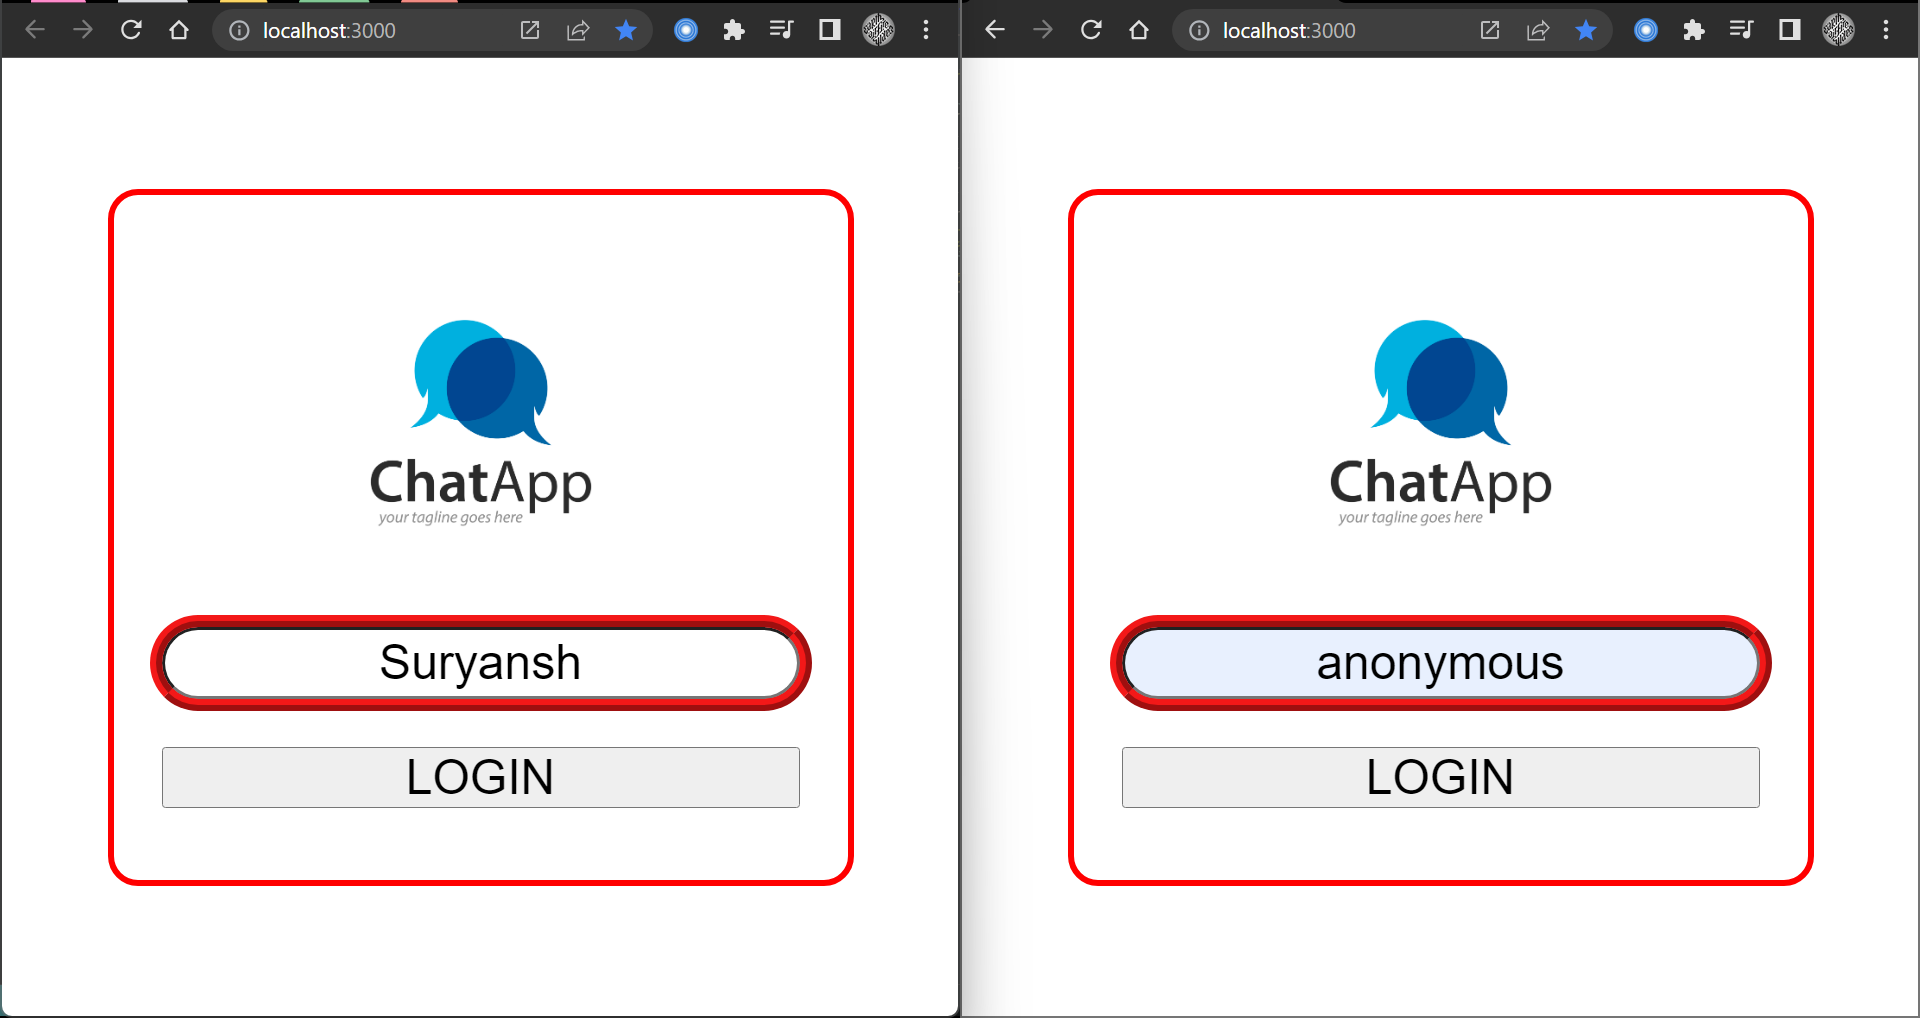 localhost:3000
ChatApp
your tagline goes here
Suryansh
LOGIN
localhost:3000
ChatApp
your tagline goes here
anonymous
LOGIN